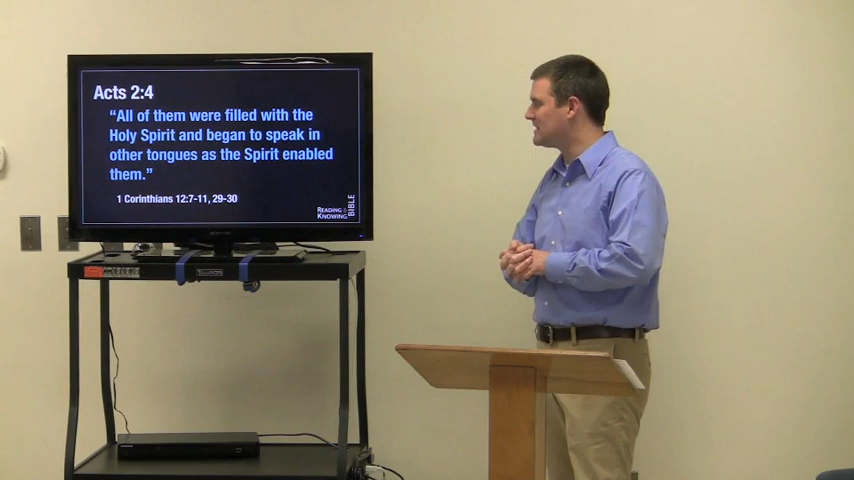 Acts 2:4
“All of them were filled with the
Holy Spirit and began to speak in
other tongues as the Spirit enabled
them.”
1 Corinthians 12:7-11, 29-30
READING &
KNOWING
BIBLE